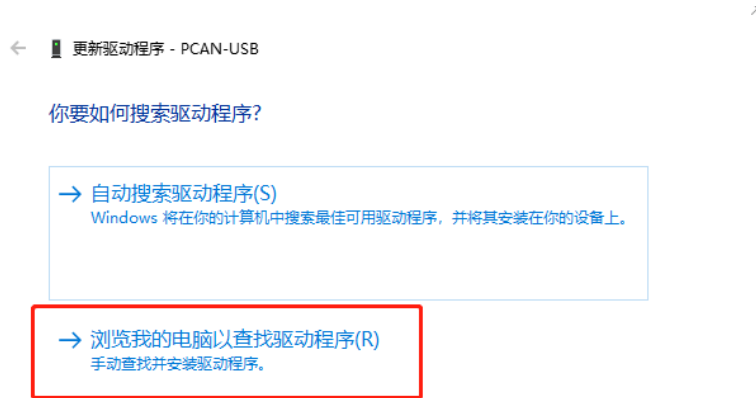 更新驱动程序 - PCAN-USB
你要如何搜索驱动程序?
自动搜索驱动程序(S)
Windows 将在你的计算机中搜索最佳可用驱动程序，并将其安装在你的设备上。
浏览我的电脑以查找驱动程序(R)
手动查找并安装驱动程序。